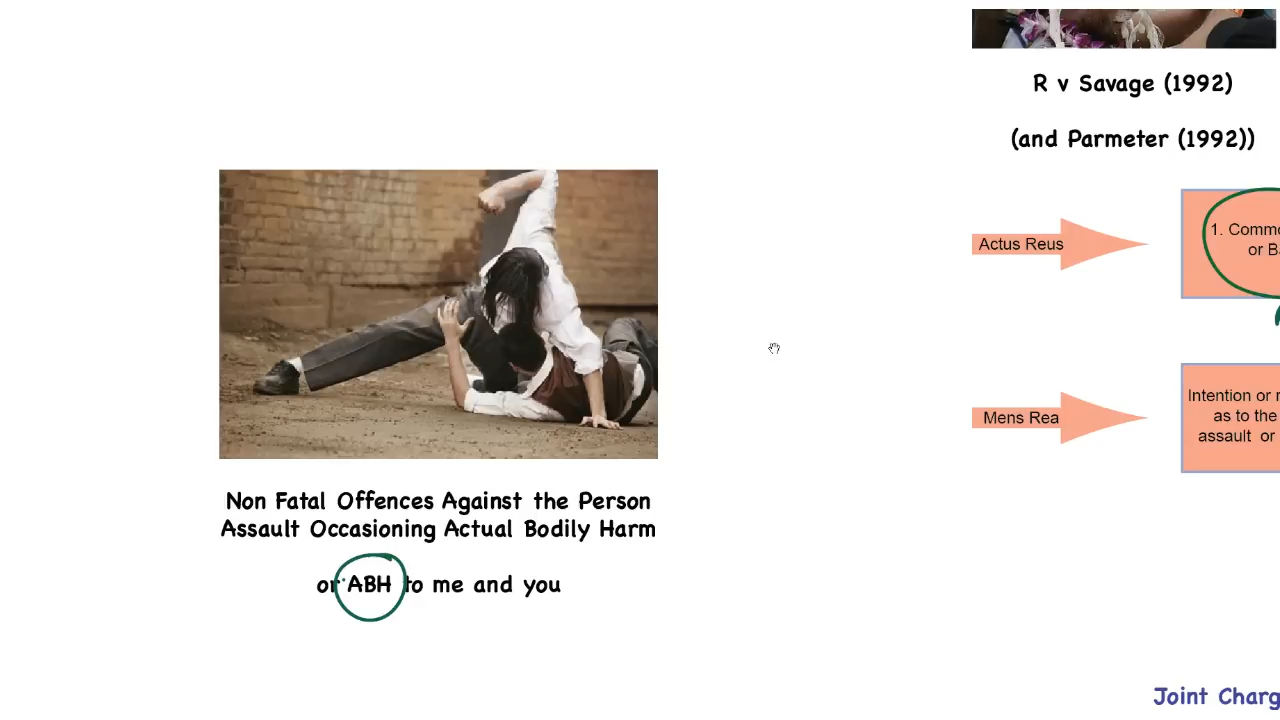 R v Savage (1992)
(and Parmeter (1992))
Actus Reus
1. Commo
or B
Mens Rea
Intention or
as to the
assault or
Non Fatal Offences Against the Person
Assault Occasioning Actual Bodily Harm
or ABH to me and you
Joint Charg